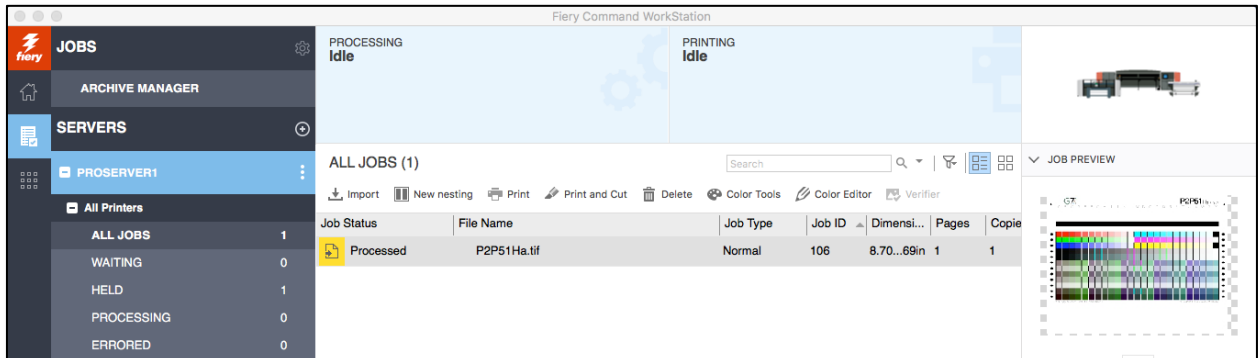 Fiery Command WorkStation
fiery
JOBS
ARCHIVE MANAGER
SERVERS
PROSERVER1
All Printers
ALL JOBS 1
WAITING 0
HELD 1
PROCESSING 0
ERRORED 0
PROCESSING
Idle
PRINTING
Idle
ALL JOBS (1)
Search
Import New nesting Print Print and Cut Delete Color Tools Color Editor Verifier
Job Status File Name Job Type Job ID Dimensi... Pages Copie
Processed P2P51Ha.tif Normal 106 8.70...69in 1 1
JOB PREVIEW
G7 P2P51